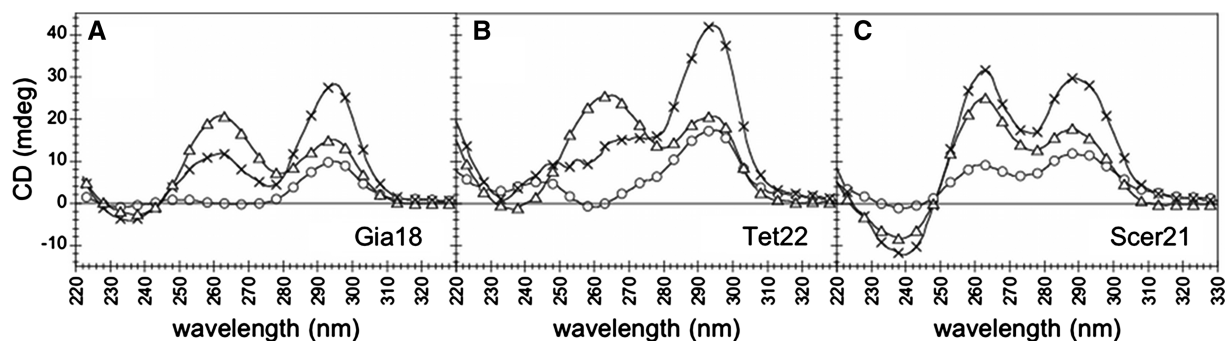 A B C
40
30
20
10
0
-10
CD (mdeg)
Gia18 Tet22 Scer21
220 230 240 250 260 270 280 290 300 310 320 220 230 240 250 260 270 280 290 300 310 320 220 230 240 250 260 270 280 290 300 310 320 330
wavelength (nm) wavelength (nm) wavelength (nm)